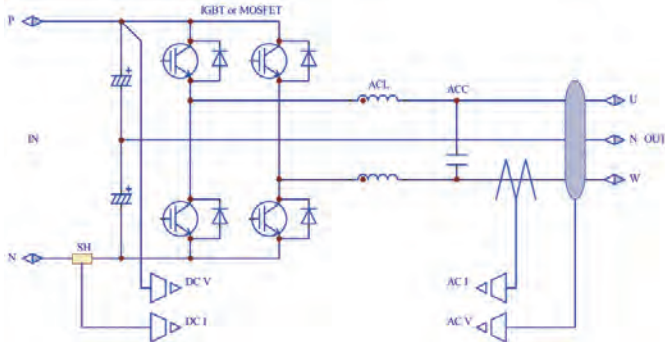 IGBT or MOSFET
P
ACL
ACC
U
IN
N OUT
W
N
SH
DC V
AC I
DC I
AC V